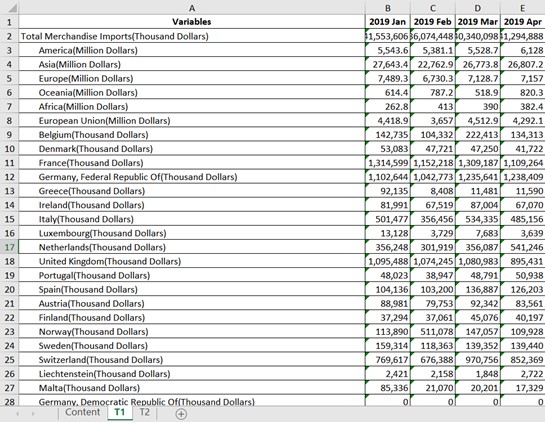 A B C D E
1 Variables 2019 Jan 2019 Feb 2019 Mar 2019 Apr
2 Total Merchandise Imports(Thousand Dollars) 41,553,606 36,074,448 40,340,098 41,294,888
3 America(Million Dollars) 5,543.6 5,381.1 5,528.7 6,128
4 Asia(Million Dollars) 27,643.4 22,762.9 26,773.8 26,807.2
5 Europe(Million Dollars) 7,489.3 6,730.3 7,128.7 7,157
6 Oceania(Million Dollars) 614.4 787.2 518.9 820.3
7 Africa(Million Dollars) 262.8 413 390 382.4
8 European Union(Million Dollars) 4,418.9 3,657 4,512.9 4,292.1
9 Belgium(Thousand Dollars) 142,735 104,332 222,413 134,313
10 Denmark(Thousand Dollars) 53,083 47,721 47,250 41,722
11 France(Thousand Dollars) 1,314,599 1,152,218 1,309,187 1,109,264
12 Germany, Federal Republic Of(Thousand Dollars) 1,102,644 1,042,773 1,235,641 1,238,409
13 Greece(Thousand Dollars) 92,135 8,408 11,481 11,590
14 Ireland(Thousand Dollars) 81,991 67,519 87,004 67,070
15 Italy(Thousand Dollars) 501,477 356,456 534,335 485,156
16 Luxembourg(Thousand Dollars) 13,128 3,729 7,683 3,639
17 Netherlands(Thousand Dollars) 356,248 301,919 356,087 541,246
18 United Kingdom(Thousand Dollars) 1,095,488 1,074,245 1,080,983 895,431
19 Portugal(Thousand Dollars) 48,023 38,947 48,791 50,938
20 Spain(Thousand Dollars) 104,136 103,200 136,887 126,203
21 Austria(Thousand Dollars) 88,981 79,753 92,342 83,561
22 Finland(Thousand Dollars) 37,294 37,061 45,076 40,197
23 Norway(Thousand Dollars) 113,890 511,078 147,057 109,928
24 Sweden(Thousand Dollars) 159,314 118,363 139,352 139,440
25 Switzerland(Thousand Dollars) 769,617 676,388 970,756 852,369
26 Liechtenstein(Thousand Dollars) 2,421 2,158 1,848 2,722
27 Malta(Thousand Dollars) 85,336 21,070 20,201 17,329
28 Germany, Democratic Republic Of(Thousand Dollars) 0 0 0 0
Content T1 T2